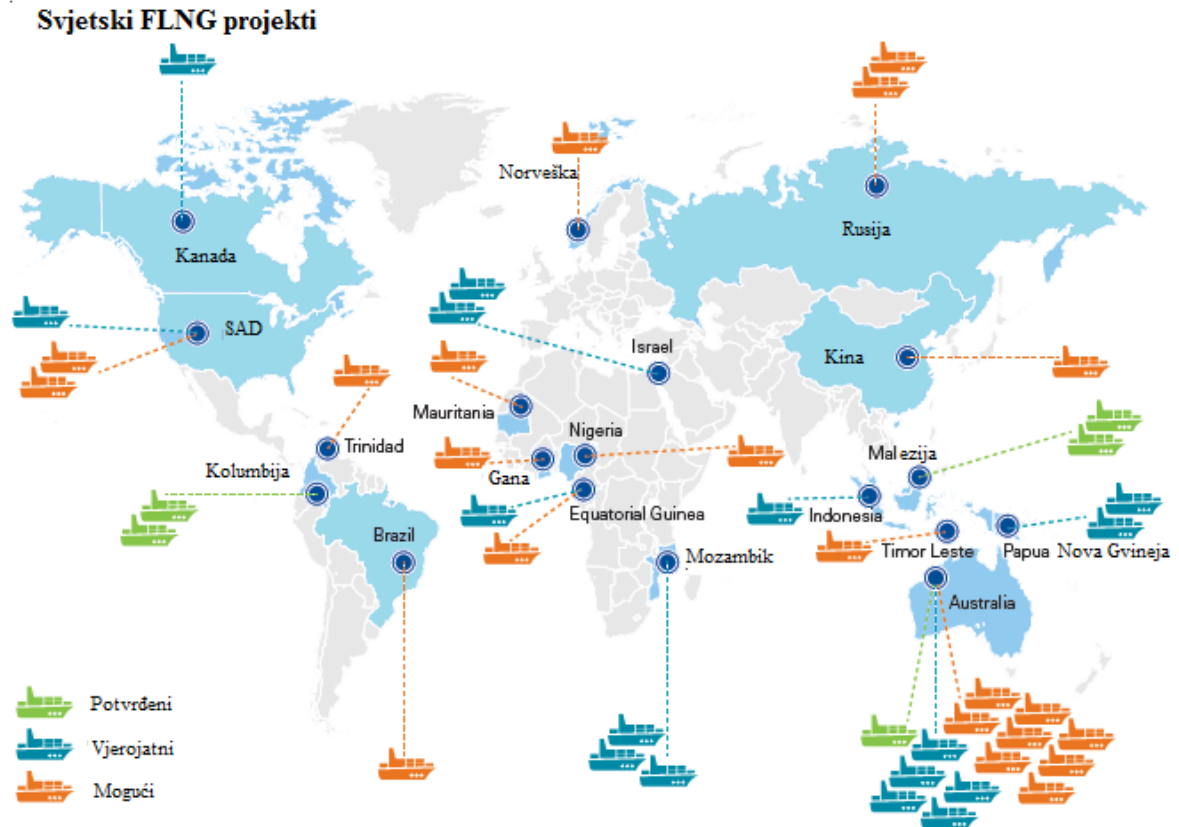 Svjetski FLNG projekti
Norveška
Rusija
Kanada
SAD
Israel
Kina
Mauritania
Trinidad
Nigeria
Malezija
Kolumbija
Gana
Equatorial Guinea
Indonesia
Brazil
Mozambik
Timor Leste
Papua Nova Gvineja
Australia
Potvrđeni
Vjerojatni
Mogući